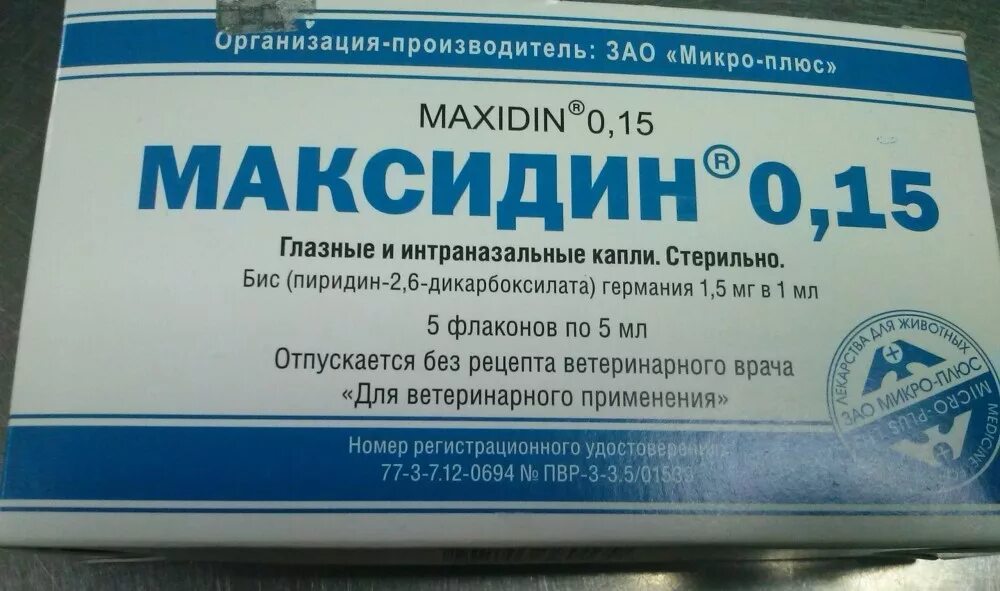 Организация-производитель: ЗАО «Микро-плюс»
MAXIDIN® 0,15
МАКСИДИН® 0,15
Глазные и интраназальные капли. Стерильно.
Бис (пиридин-2,6-дикарбоксилата) германия 1,5 мг в 1 мл
5 флаконов по 5 мл
Отпускается без рецепта ветеринарного врача
«Для ветеринарного применения»
ЛЕКАРСТВА ДЛЯ ЖИВОТНЫХ
ЗАО МИКРО-ПЛЮС
MICRO-PLUS
Номер регистрационного удостоверения
77-3-7.12-0694 № ПВР-3-3.5/01539